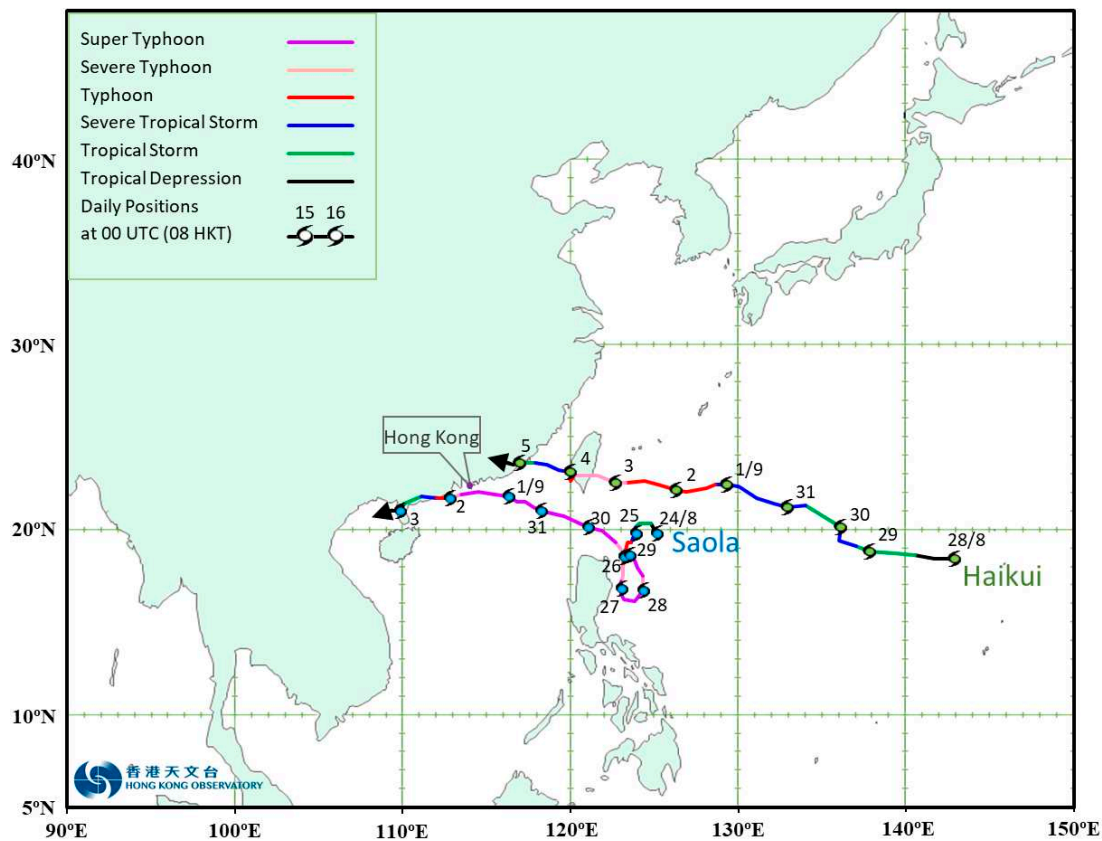 Super Typhoon
Severe Typhoon
Typhoon
Severe Tropical Storm
Tropical Storm
Tropical Depression
Daily Positions
at 00 UTC (08 HKT)
15 16
40ºN
30ºN
20ºN
10ºN
5ºN
Hong Kong
5
4
3
2
1/9
31
30
29
28/8
Haikui
3
2
1/9
31
30
29
28
27
26
25
24/8
Saola
香港天文台
HONG KONG OBSERVATORY
90ºE
100ºE
110ºE
120ºE
130ºE
140ºE
150ºE